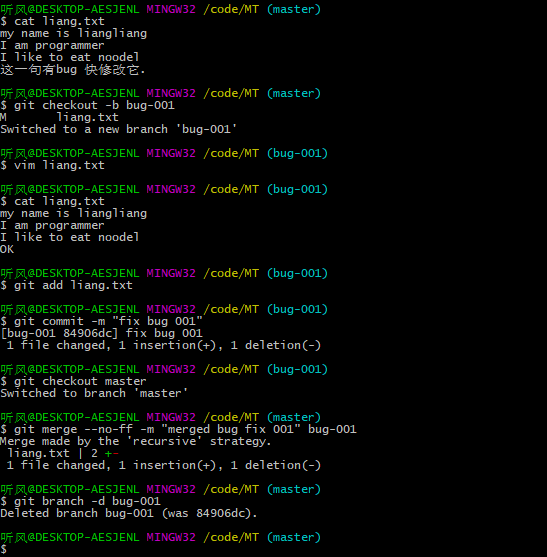 听风@DESKTOP-AESJENL MINGW32 /code/MT (master)
$ cat liang.txt
my name is liangliang
I am programmer
I like to eat noodel
这一句有bug 快修改它.
听风@DESKTOP-AESJENL MINGW32 /code/MT (master)
$ git checkout -b bug-001
M       liang.txt
Switched to a new branch 'bug-001'
听风@DESKTOP-AESJENL MINGW32 /code/MT (bug-001)
$ vim liang.txt
听风@DESKTOP-AESJENL MINGW32 /code/MT (bug-001)
$ cat liang.txt
my name is liangliang
I am programmer
I like to eat noodel
OK
听风@DESKTOP-AESJENL MINGW32 /code/MT (bug-001)
$ git add liang.txt
听风@DESKTOP-AESJENL MINGW32 /code/MT (bug-001)
$ git commit -m "fix bug 001"
[bug-001 84906dc] fix bug 001
 1 file changed, 1 insertion(+), 1 deletion(-)
听风@DESKTOP-AESJENL MINGW32 /code/MT (bug-001)
$ git checkout master
Switched to branch 'master'
听风@DESKTOP-AESJENL MINGW32 /code/MT (master)
$ git merge --no-ff -m "merged bug fix 001" bug-001
Merge made by the 'recursive' strategy.
 liang.txt | 2 +-
 1 file changed, 1 insertion(+), 1 deletion(-)
听风@DESKTOP-AESJENL MINGW32 /code/MT (master)
$ git branch -d bug-001
Deleted branch bug-001 (was 84906dc).
听风@DESKTOP-AESJENL MINGW32 /code/MT (master)
$